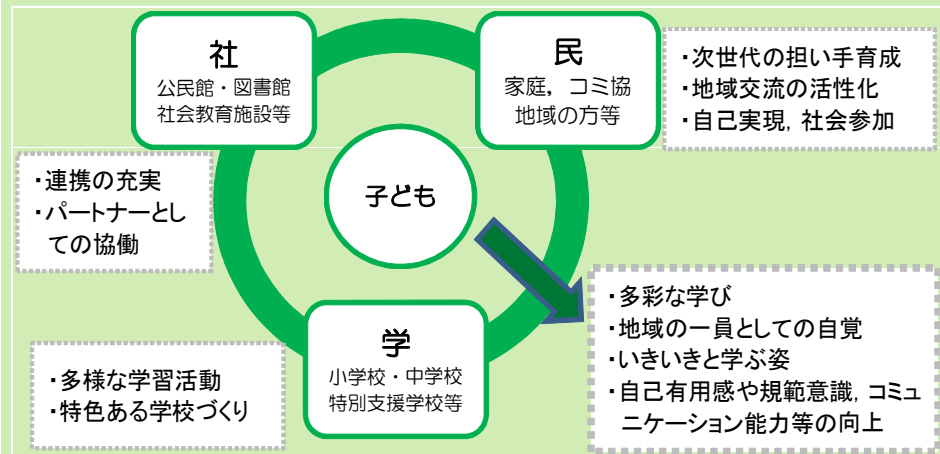 社
公民館・図書館
社会教育施設等
民
家庭，コミ協
地域の方等
・次世代の担い手育成
・地域交流の活性化
・自己実現，社会参加
・連携の充実
・パートナーとし
ての協働
子ども
学
小学校・中学校
特別支援学校等
・多様な学習活動
・特色ある学校づくり
・多彩な学び
・地域の一員としての自覚
・いきいきと学ぶ姿
・自己有用感や規範意識，コミュ
ニケーション能力等の向上